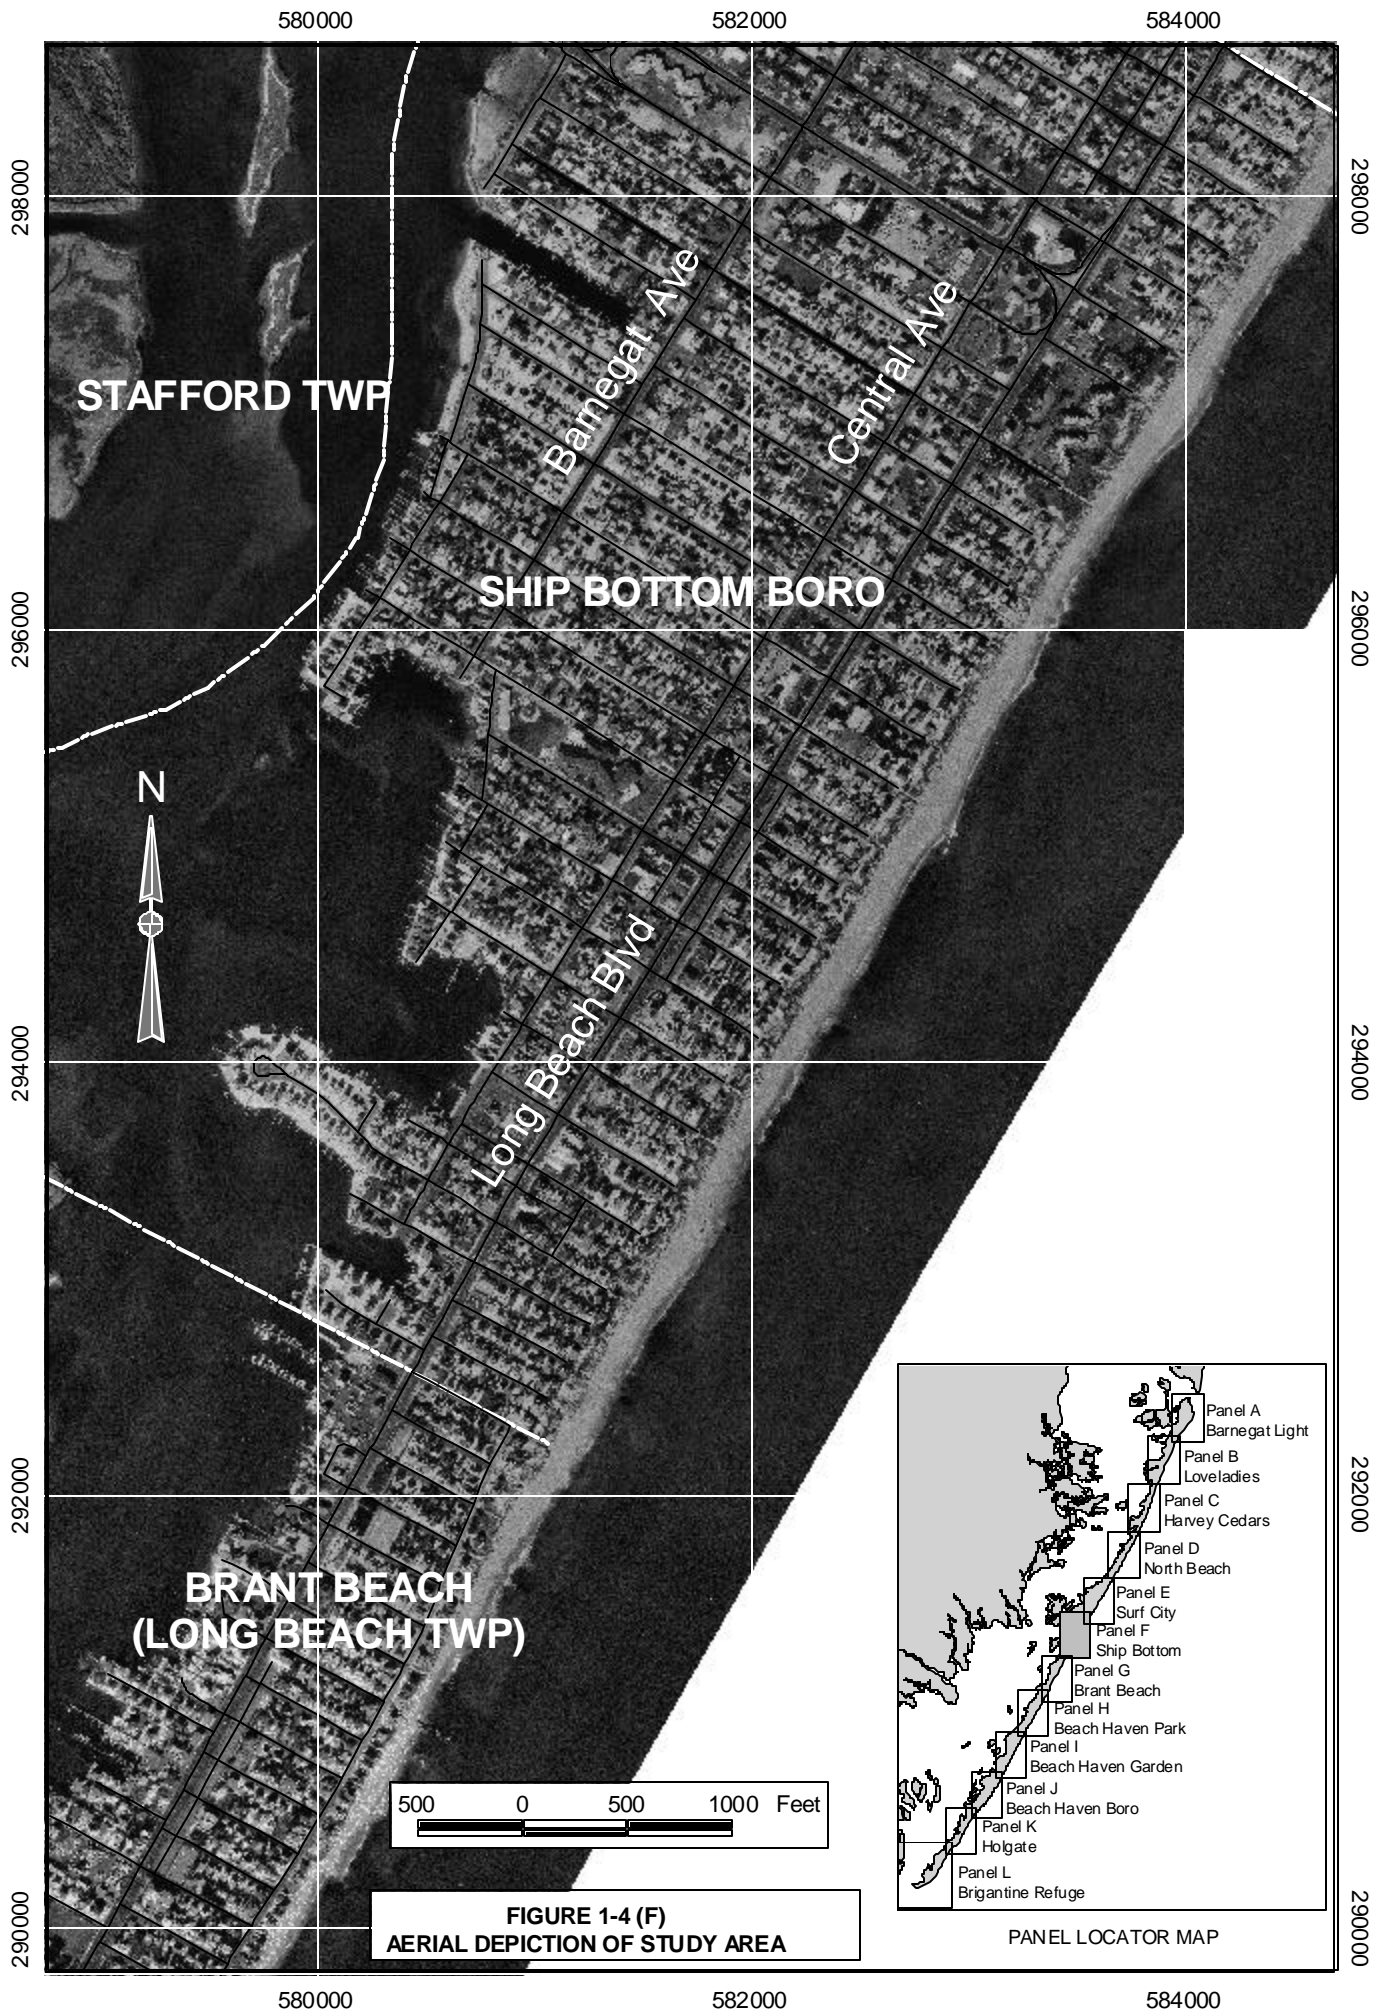 580000
582000
584000
298000
298000
Barnegat Ave
Central Ave
STAFFORD TWP
SHIP BOTTOM BORO
296000
296000
N
Long Beach Blvd
294000
294000
292000
292000
BRANT BEACH
(LONG BEACH TWP)
Panel A
Barnegat Light
Panel B
Loveladies
Panel C
Harvey Cedars
Panel D
North Beach
Panel E
Surf City
Panel F
Ship Bottom
Panel G
Brant Beach
Panel H
Beach Haven Park
Panel I
Beach Haven Garden
Panel J
Beach Haven Boro
Panel K
Holgate
Panel L
Brigantine Refuge
PANEL LOCATOR MAP
500 0 500 1000 Feet
FIGURE 1-4 (F)
AERIAL DEPICTION OF STUDY AREA
290000
290000
580000
582000
584000